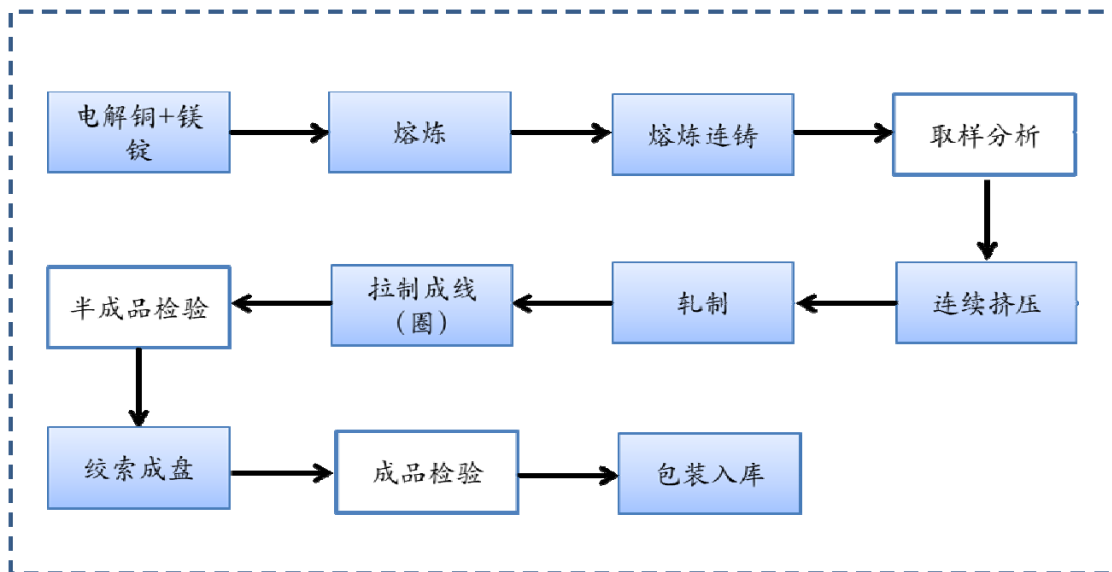 电解铜+镁
锭
熔炼
熔炼连铸
取样分析
半成品检验
拉制成线
（圈）
轧制
连续挤压
绞索成盘
成品检验
包装入库